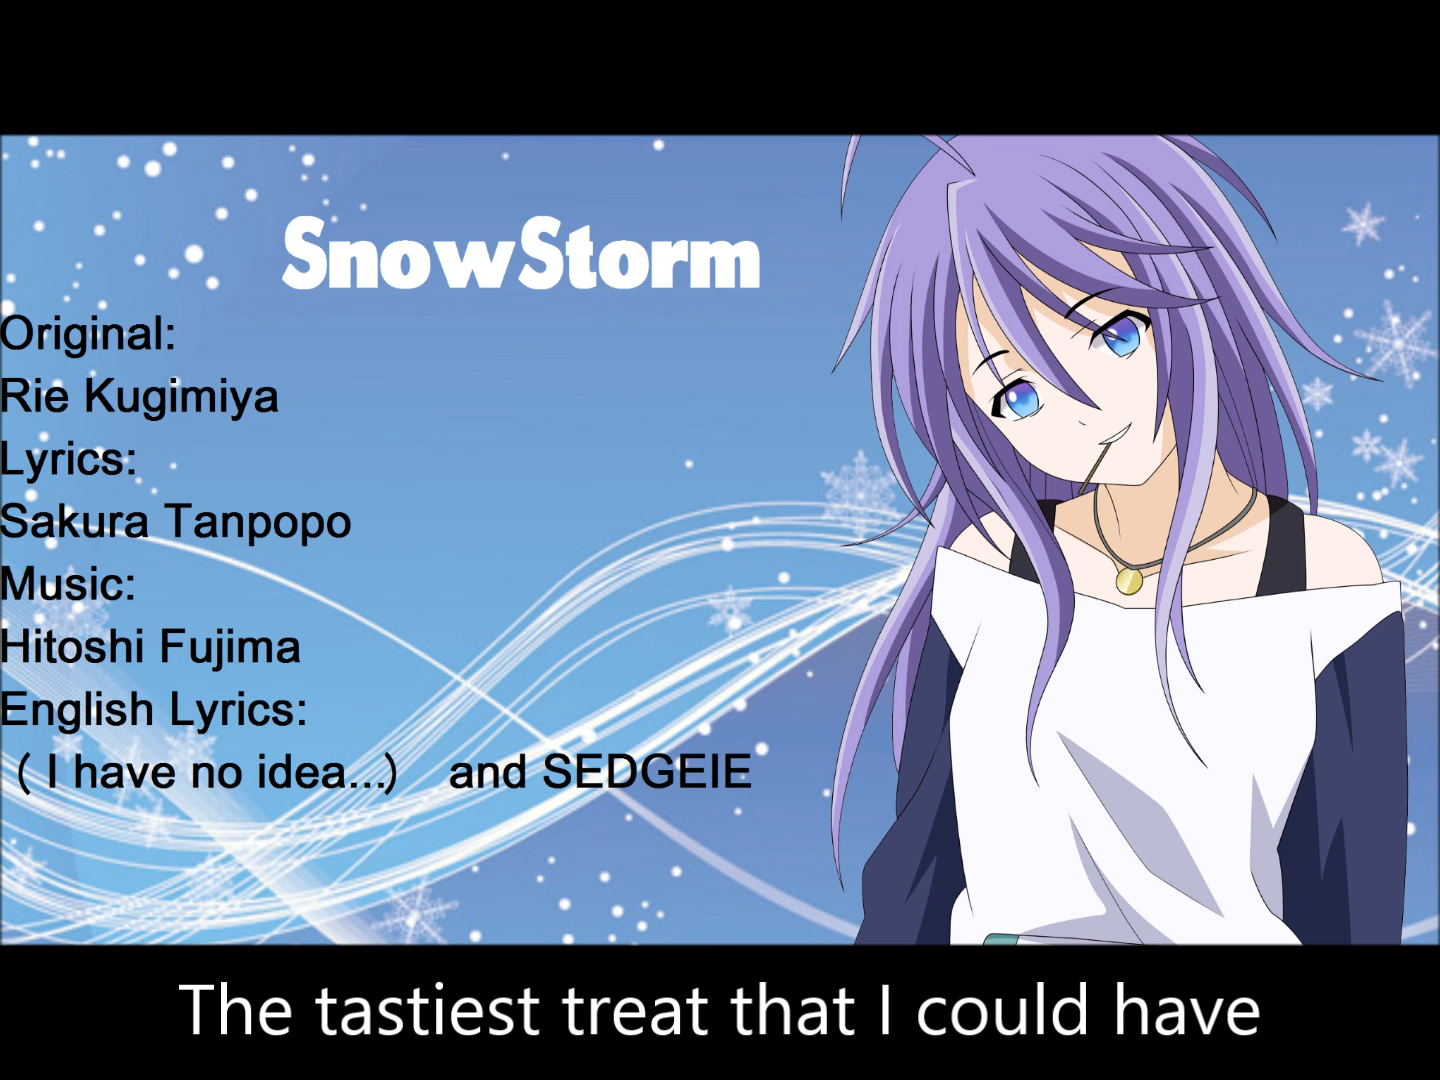 SnowStorm
Original:
Rie Kugimiya
Lyrics:
Sakura Tanpopo
Music:
Hitoshi Fujima
English Lyrics:
( I have no idea...) and SEDGEIE
The tastiest treat that I could have